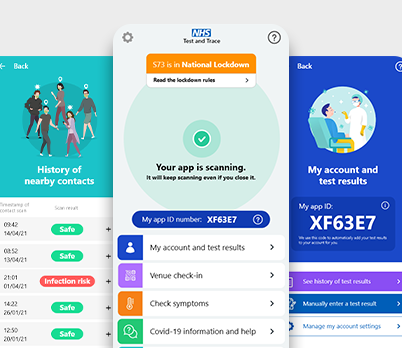 Back
History of
nearby contacts
Timestamp of
contact scan
Scan result
09:42
14/04/21
Safe
+
08:52
13/04/21
Safe
+
21:01
01/04/21
Infection risk
+
14:22
26/01/21
Safe
+
12:50
20/01/21
Safe
+
NHS
Test and Trace
S73 is in National Lockdown
Read the lockdown rules
Your app is scanning.
It will keep scanning even if you close it.
My app ID number: XF63E7
My account and test results
Venue check-in
Check symptoms
Covid-19 information and help
Back
My account and
test results
My app ID:
XF63E7
We use the code to automatically add your test results
to your account for you.
See history of test results
Manually enter a test result
Manage my account settings